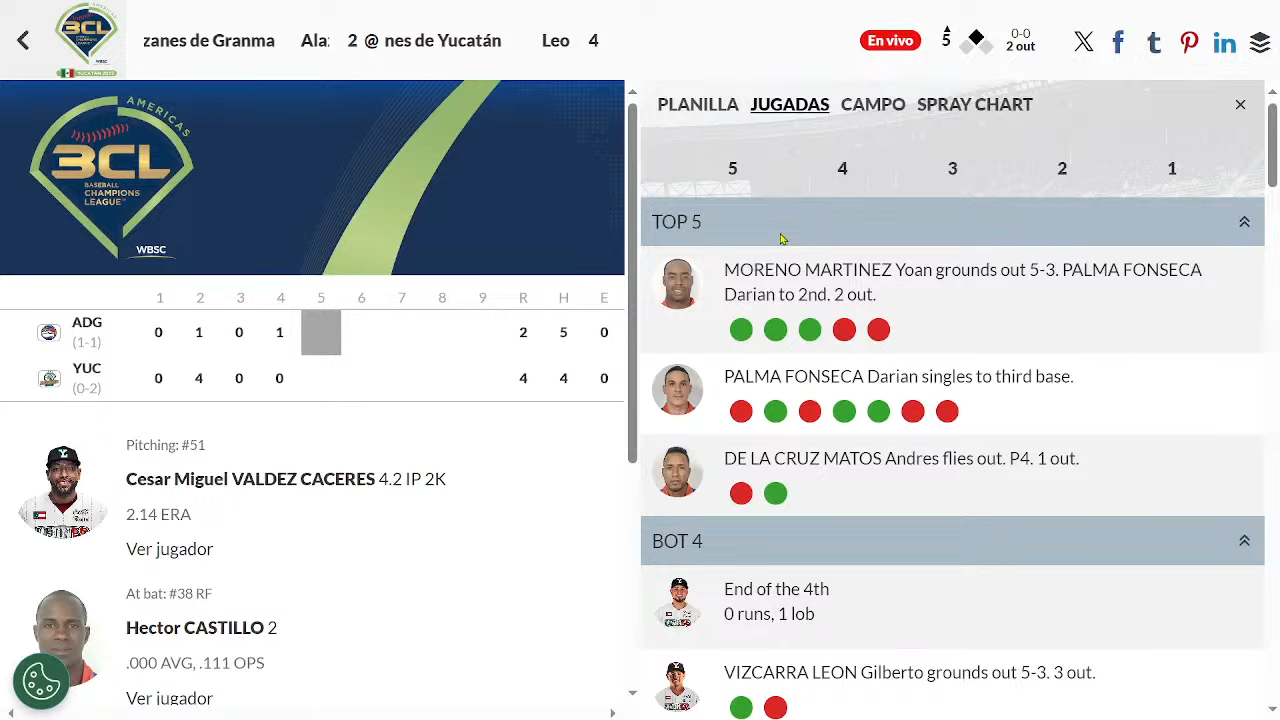 3CL
WBSC
YUCATÁN 2023
zanes de Granma
Ala
2 @
nes de Yucatán
Leo
4
En vivo
5
0-0
2 out
AMERICAS
3CL
BASEBALL
CHAMPIONS
LEAGUE
WBSC
1 2 3 4 5 6 7 8 9 R H E
ADG
(1-1)
0 1 0 1 2 5 0
YUC
(0-2)
0 4 0 0 4 4 0
Pitching: #51
Cesar Miguel VALDEZ CACERES 4.2 IP 2K
2.14 ERA
Ver jugador
At bat: #38 RF
Hector CASTILLO 2
.000 AVG, .111 OPS
Ver jugador
PLANILLA JUGADAS CAMPO SPRAY CHART
5 4 3 2 1
TOP 5
MORENO MARTINEZ Yoan grounds out 5-3. PALMA FONSECA
Darian to 2nd. 2 out.
PALMA FONSECA Darian singles to third base.
DE LA CRUZ MATOS Andres flies out. P4. 1 out.
BOT 4
End of the 4th
0 runs, 1 lob
VIZCARRA LEON Gilberto grounds out 5-3. 3 out.